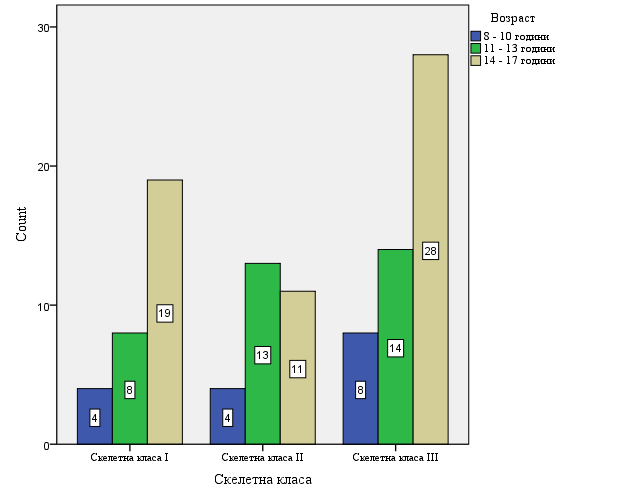 Возраст
8 - 10 години
11 - 13 години
14 - 17 години
30
20
10
0
Count
4
8
19
4
13
11
8
14
28
Скелетна класа I
Скелетна класа II
Скелетна класа III
Скелетна класа